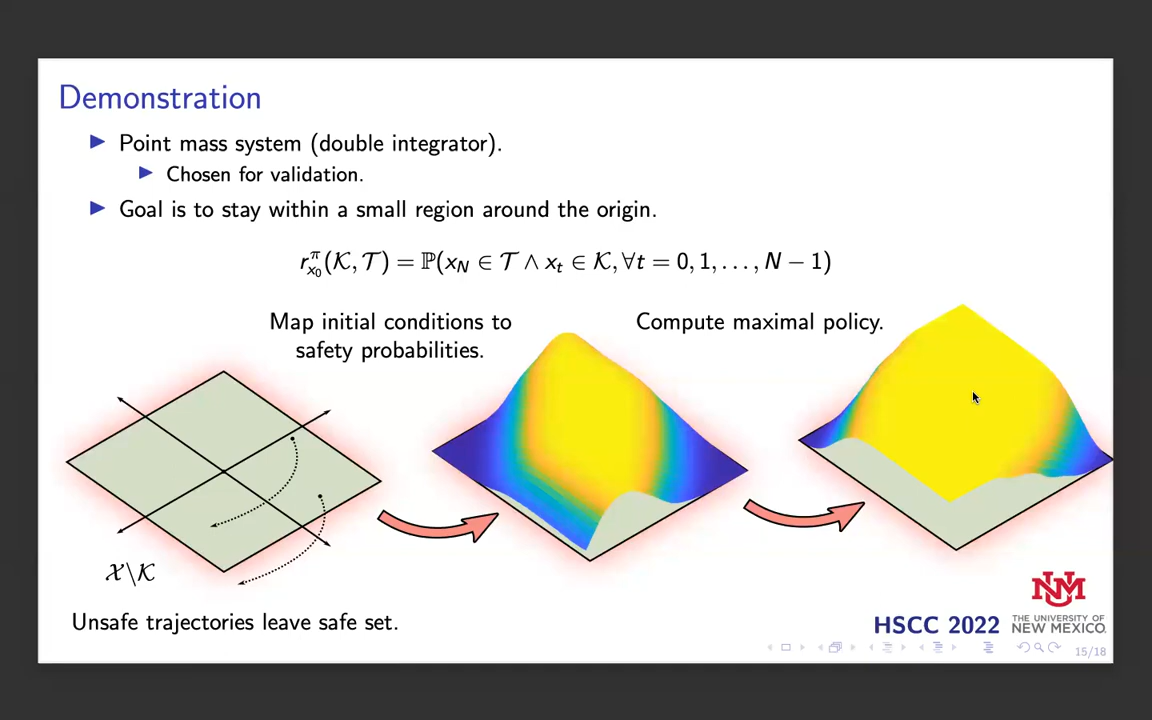 Demonstration
Point mass system (double integrator).
Chosen for validation.
Goal is to stay within a small region around the origin.
r^π_{x₀}(𝒦, 𝒯) = ℙ(x_N ∈ 𝒯 ∧ x_t ∈ 𝒦, ∀t = 0, 1, . . . , N − 1)
Map initial conditions to
safety probabilities.
Compute maximal policy.
𝒳\𝒦
Unsafe trajectories leave safe set.
HSCC 2022
THE UNIVERSITY OF
NEW MEXICO.
15/18